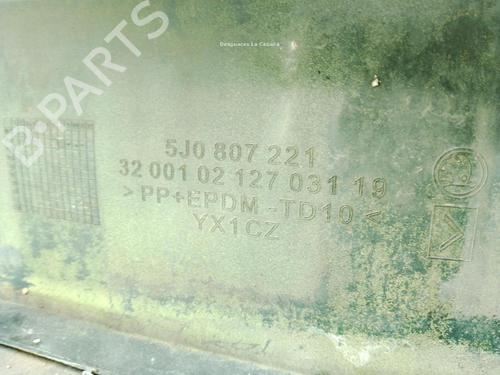 Desguaces La Cabaña
B-PARTS
5J0 807 221
32 001 02 127 031 19
> PP+EPDM -TD10 <
YX1CZ